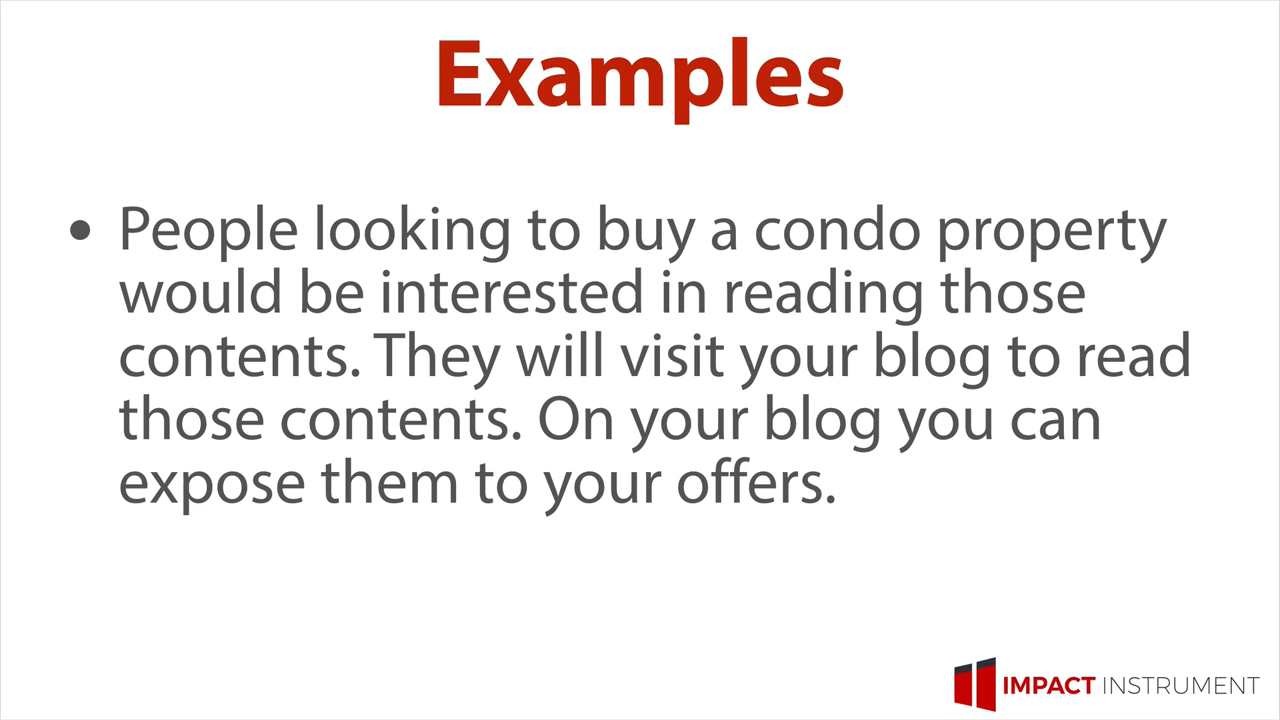 Examples
• People looking to buy a condo property
would be interested in reading those
contents. They will visit your blog to read
those contents. On your blog you can
expose them to your offers.
IMPACT INSTRUMENT